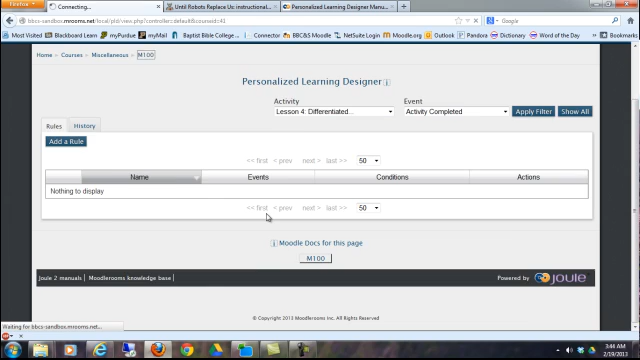 Firefox
Connecting...
Until Robots Replace Us: instructional...
Personalized Learning Designer Manu...
bbcs-sandbox.mrooms.net/local/pld/view.php?controller=default&courseid=41
Google
Most Visited Blackboard Learn myPurdue myMail Baptist Bible College Connector BBC&S Moodle NetSuite Login Moodle.org Outlook Pandora Dictionary Word of the Day Bookmarks
Home » Courses » Miscellaneous » M100
Personalized Learning Designer
Activity Event
Lesson 4: Differentiated... Activity Completed Apply Filter Show All
Rules History
Add a Rule
<< first < prev next > last >> 50
Name Events Conditions Actions
Nothing to display
<< first < prev next > last >> 50
Moodle Docs for this page
M100
Joule 2 manuals | Moodlerooms knowledge base | Powered by joule
© Copyright 2013 Moodlerooms Inc. All Rights Reserved
Waiting for bbcs-sandbox.mrooms.net...
3:44 AM
2/19/2013